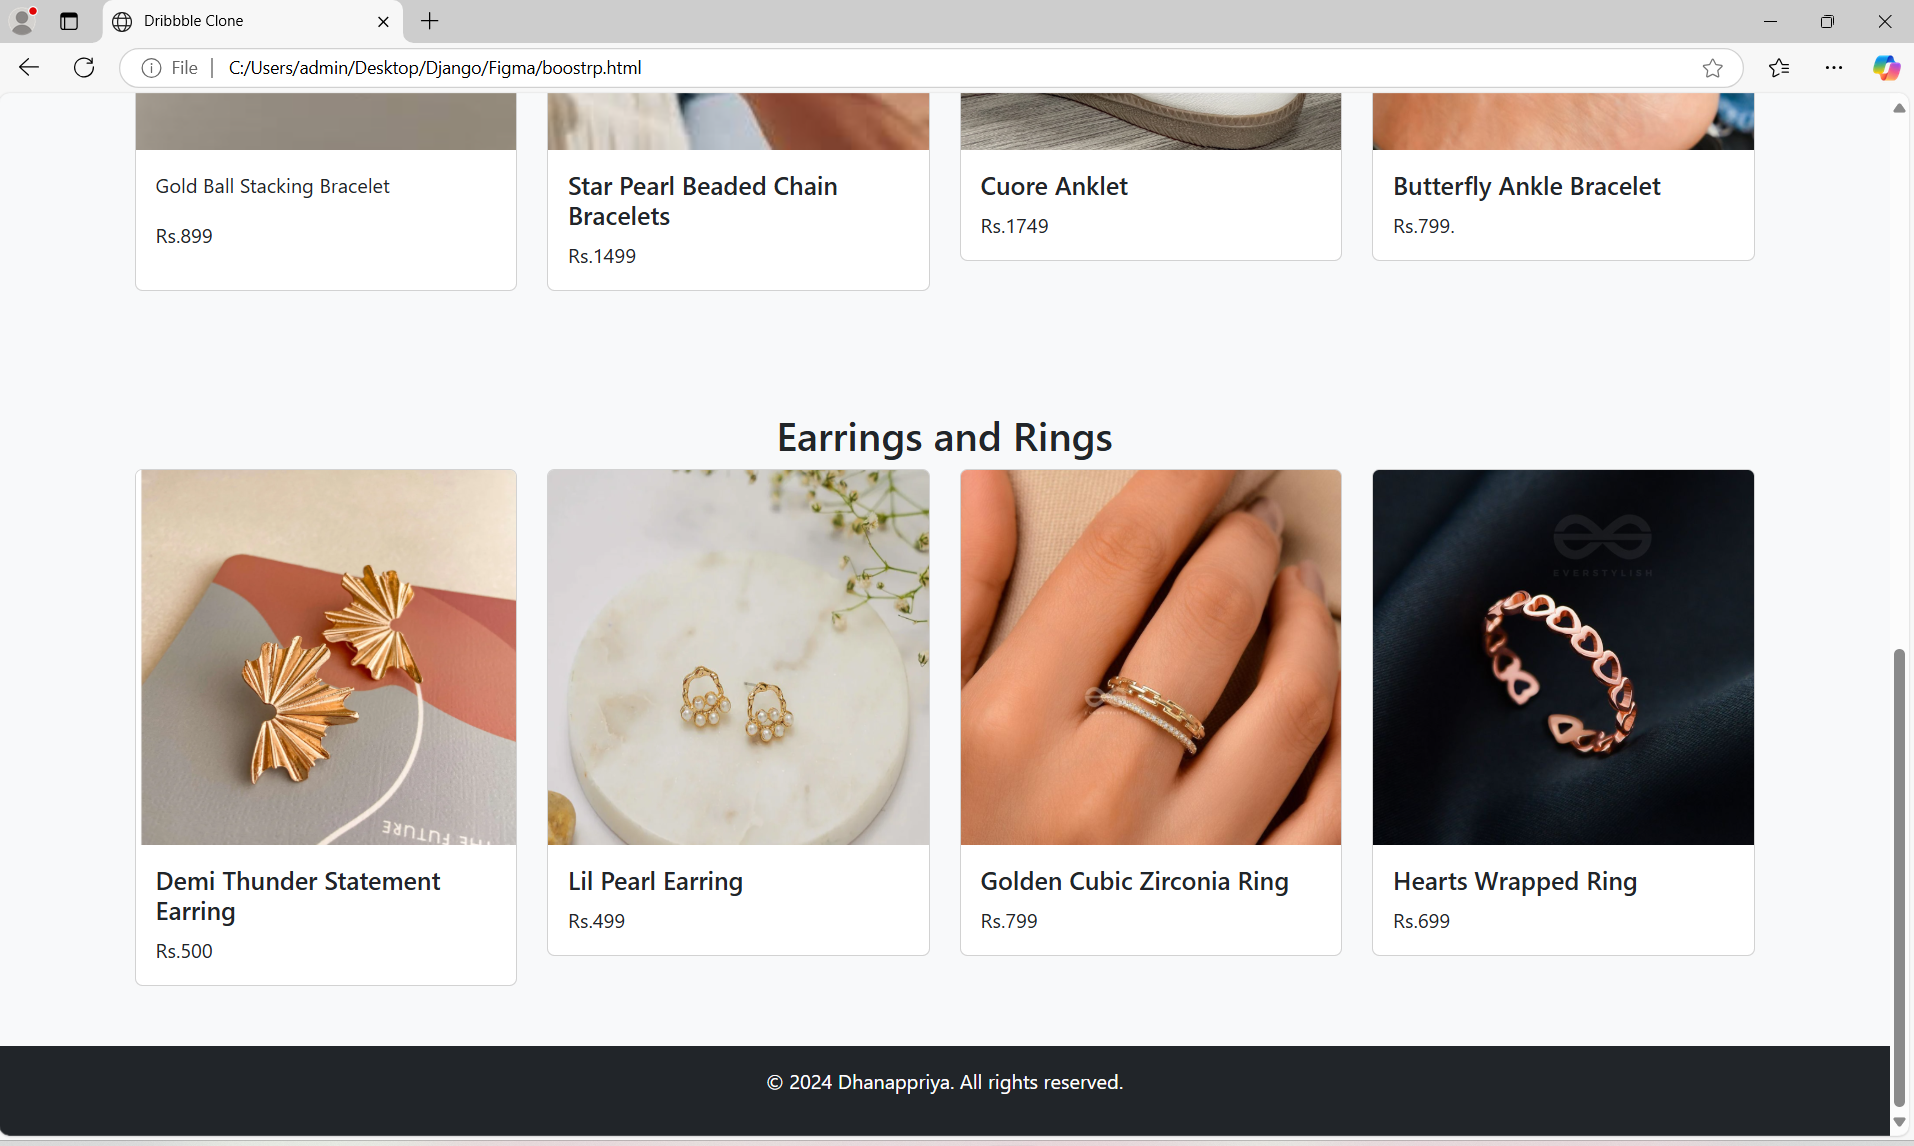 Dribbble Clone
File
C:/Users/admin/Desktop/Django/Figma/boostrp.html
Gold Ball Stacking Bracelet
Rs.899
Star Pearl Beaded Chain
Bracelets
Rs.1499
Cuore Anklet
Rs.1749
Butterfly Ankle Bracelet
Rs.799.
Earrings and Rings
THE FUTURE
EVERSTYLISH
Demi Thunder Statement
Earring
Rs.500
Lil Pearl Earring
Rs.499
Golden Cubic Zirconia Ring
Rs.799
Hearts Wrapped Ring
Rs.699
© 2024 Dhanappriya. All rights reserved.